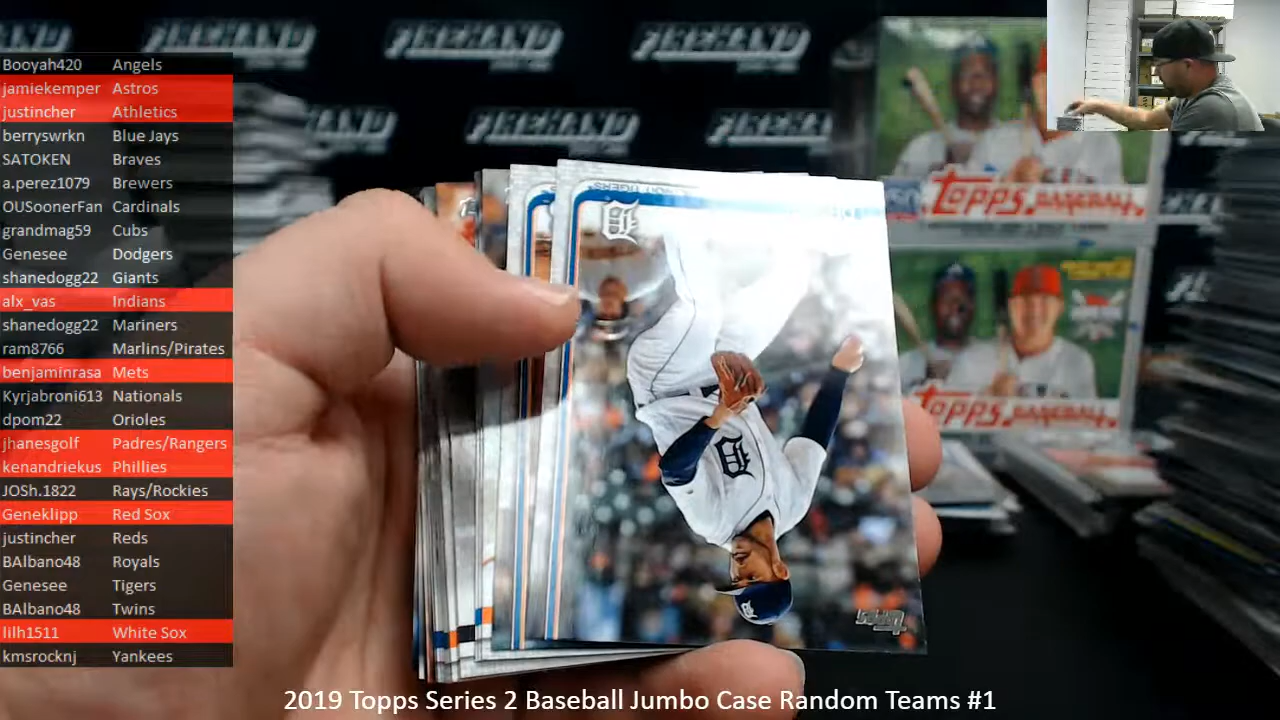 FIREHAND FIREHAND FIREHAND
FIREHAND FIREHAND
Booyah420 Angels
jamiekemper Astros
justincher Athletics
berryswrkn Blue Jays
SATOKEN Braves
a.perez1079 Brewers
OUSoonerFan Cardinals
grandmag59 Cubs
Genesee Dodgers
shanedogg22 Giants
alx_vas Indians
shanedogg22 Mariners
ram8766 Marlins/Pirates
benjaminrasa Mets
Kyrjabroni613 Nationals
dpom22 Orioles
jhanesgolf Padres/Rangers
kenandriekus Phillies
JOSh.1822 Rays/Rockies
Geneklipp Red Sox
justincher Reds
BAlbano48 Royals
Genesee Tigers
BAlbano48 Twins
lilh1511 White Sox
kmsrocknj Yankees
TOPPS BASEBALL
TOPPS BASEBALL
D
2019 Topps Series 2 Baseball Jumbo Case Random Teams #1